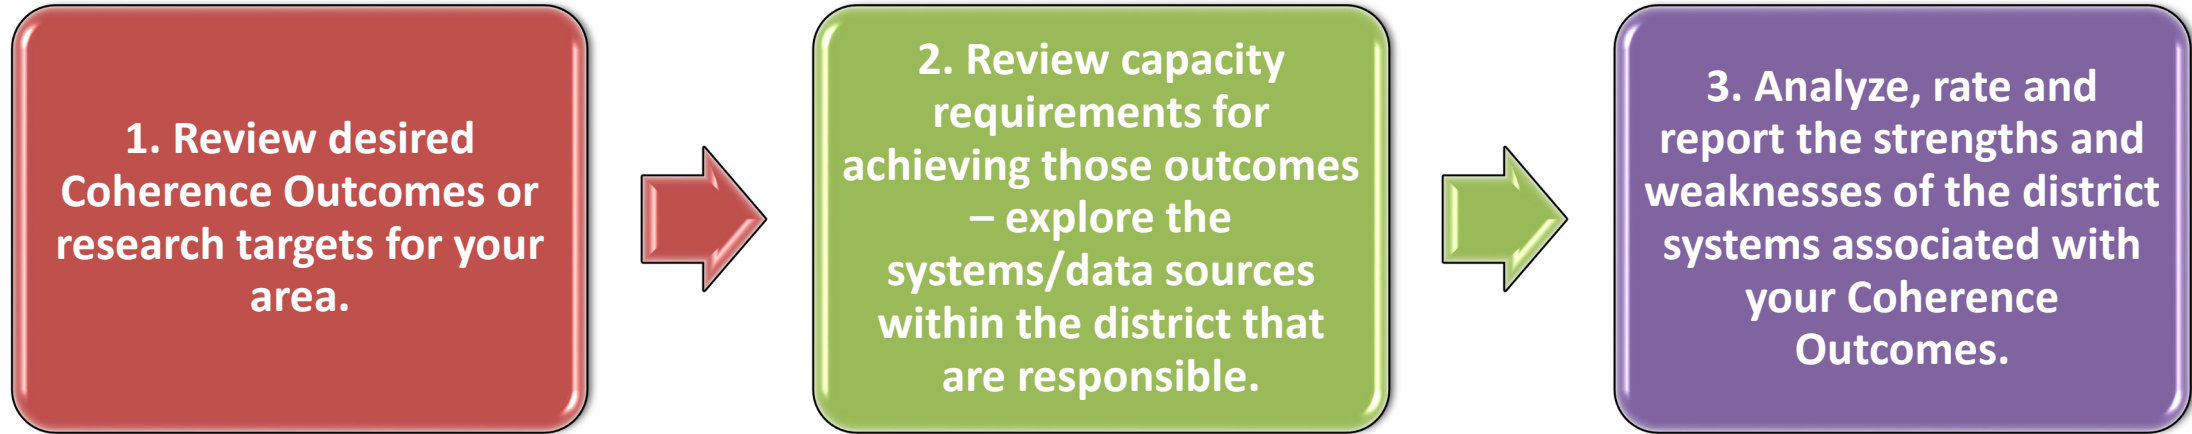 1. Review desired
Coherence Outcomes or
research targets for your
area.
2. Review capacity
requirements for
achieving those outcomes
– explore the
systems/data sources
within the district that
are responsible.
3. Analyze, rate and
report the strengths and
weaknesses of the district
systems associated with
your Coherence
Outcomes.